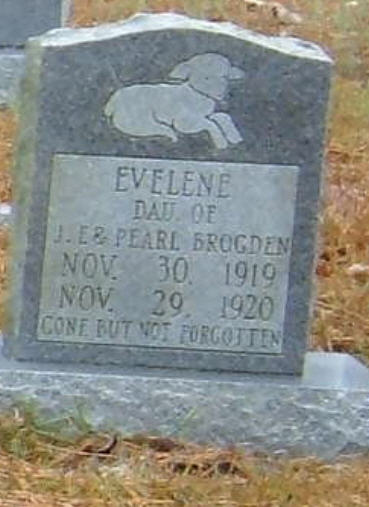 EVELENE
DAU. OF
J. E & PEARL BROGDEN
NOV. 30, 1919
NOV. 29, 1920
GONE BUT NOT FORGOTTEN